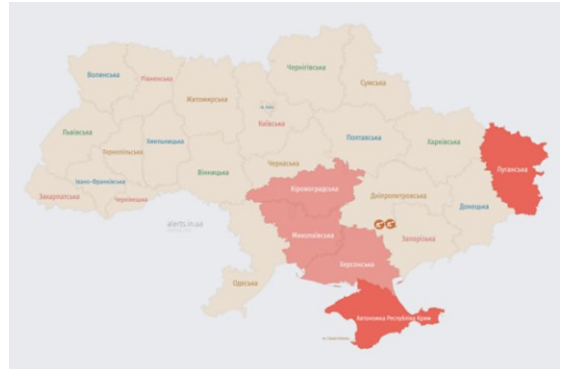 Чернігівська
Волинська
Рівненська
Сумська
Житомирська
м. Київ
Київська
Львівська
Полтавська
Харківська
Хмельницька
Тернопільська
Черкаська
Луганська
Вінницька
Івано-Франківська
Кіровоградська
Закарпатська
Чернівецька
Дніпропетровська
Донецька
alerts.in.ua
Миколаївська
Запорізька
Херсонська
Одеська
Автономна Республіка Крим